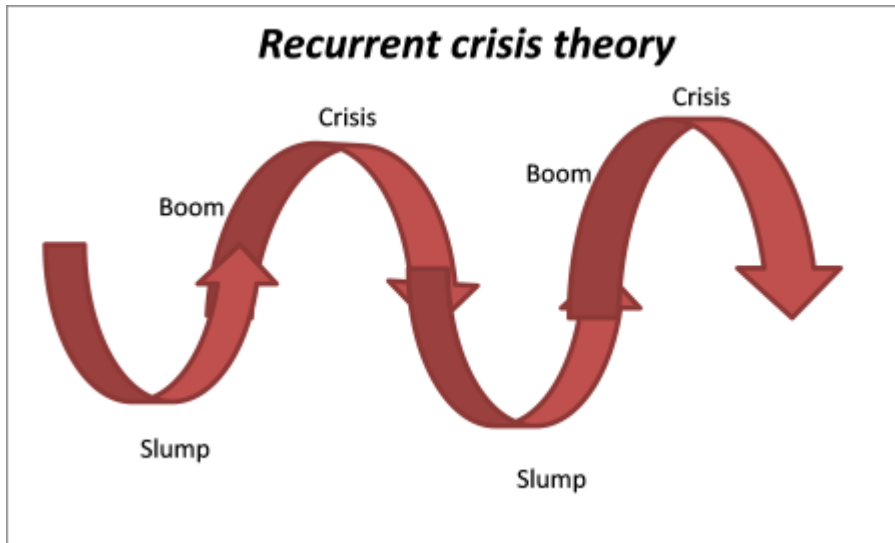 Recurrent crisis theory
Crisis
Crisis
Boom
Boom
Slump
Slump